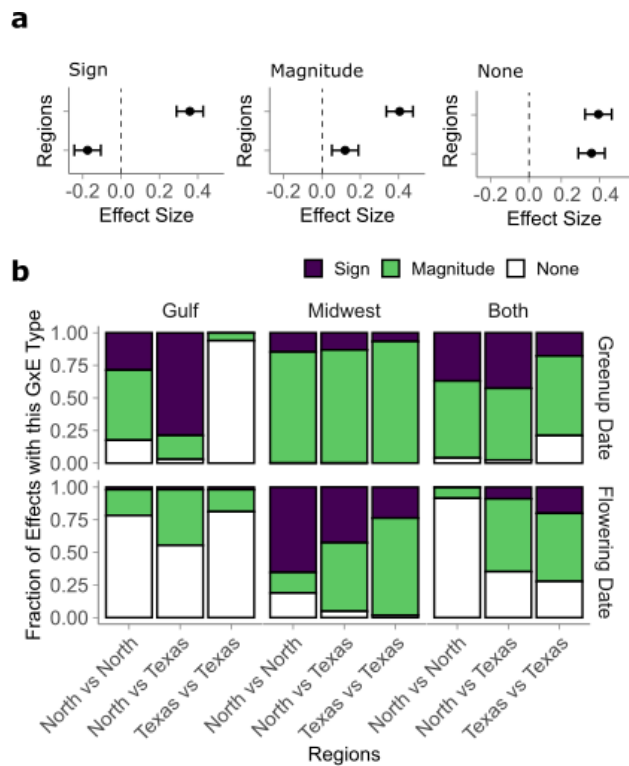 a
Sign
Magnitude
None
Regions
Regions
Regions
-0.2 0.0 0.2 0.4
-0.2 0.0 0.2 0.4
-0.2 0.0 0.2 0.4
Effect Size
Effect Size
Effect Size
b
Sign Magnitude None
Gulf Midwest Both
Fraction of Effects with this GxE Type
1.00
0.75
0.50
0.25
0.00
Greenup Date
1.00
0.75
0.50
0.25
0.00
Flowering Date
North vs North
North vs Texas
Texas vs Texas
North vs North
North vs Texas
Texas vs Texas
North vs North
North vs Texas
Texas vs Texas
Regions